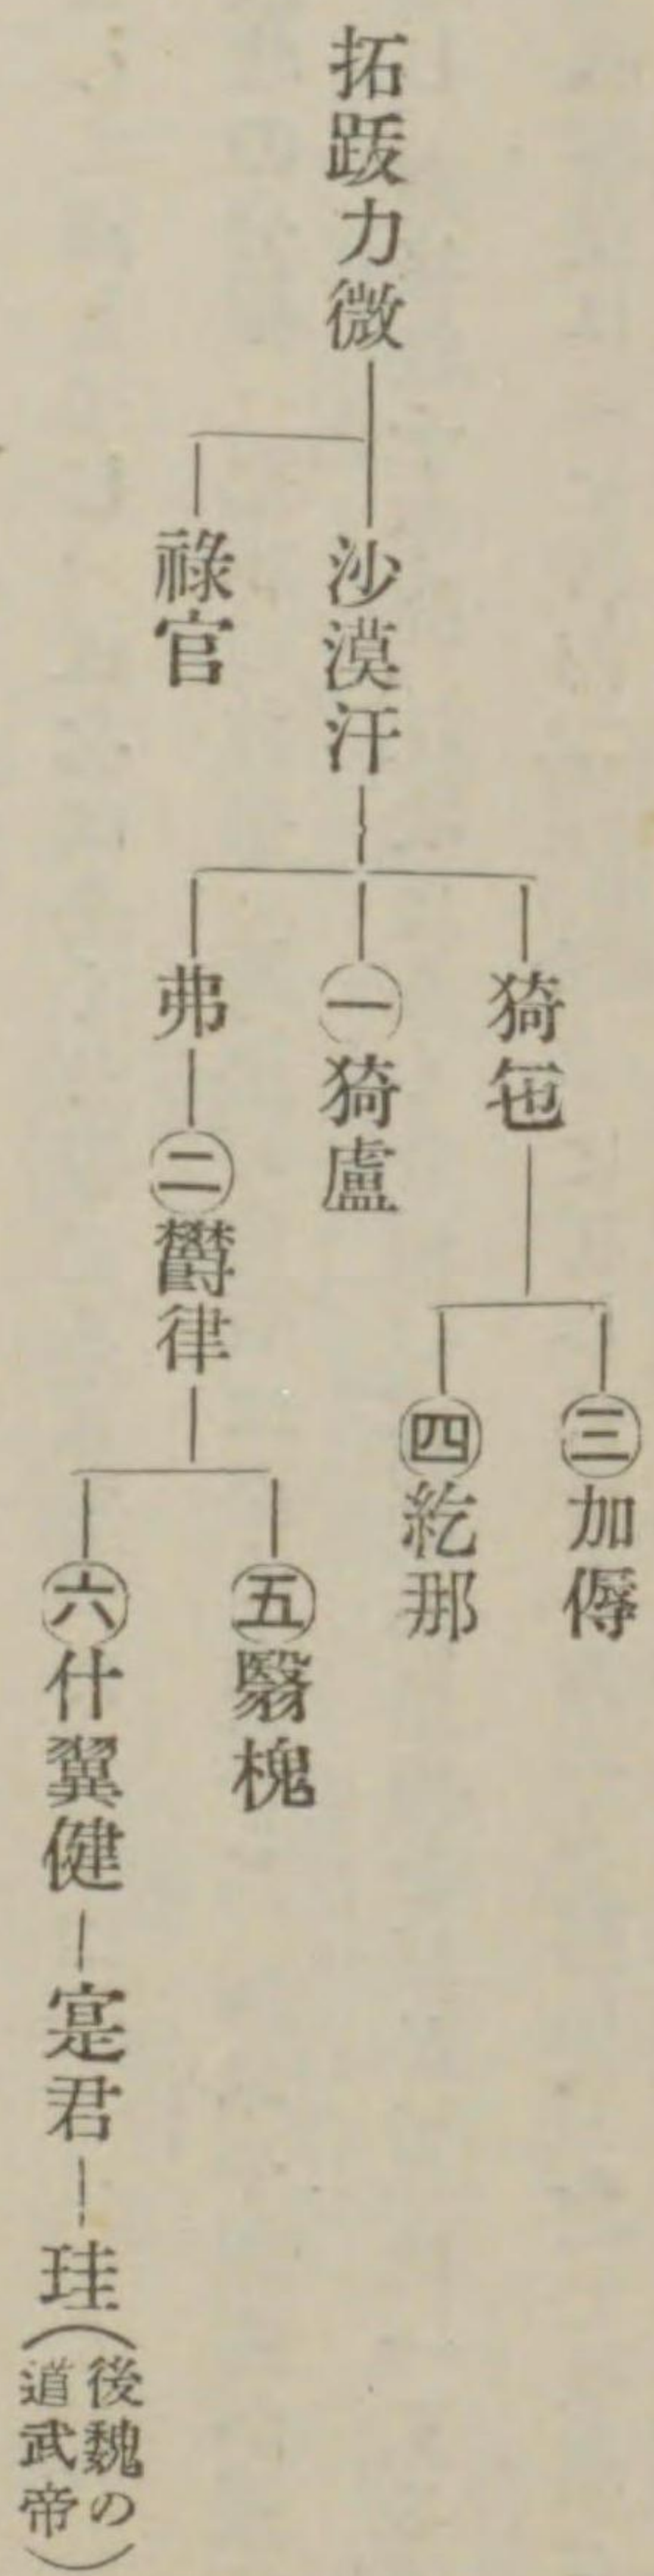 拓跋力微
沙漠汗
祿官
猗㐌
㊂加傉
㊃紇那
㊀猗盧
弗
㊁欝律
㊄翳槐
㊅什翼健
寔君
珪(後魏の
道武帝)